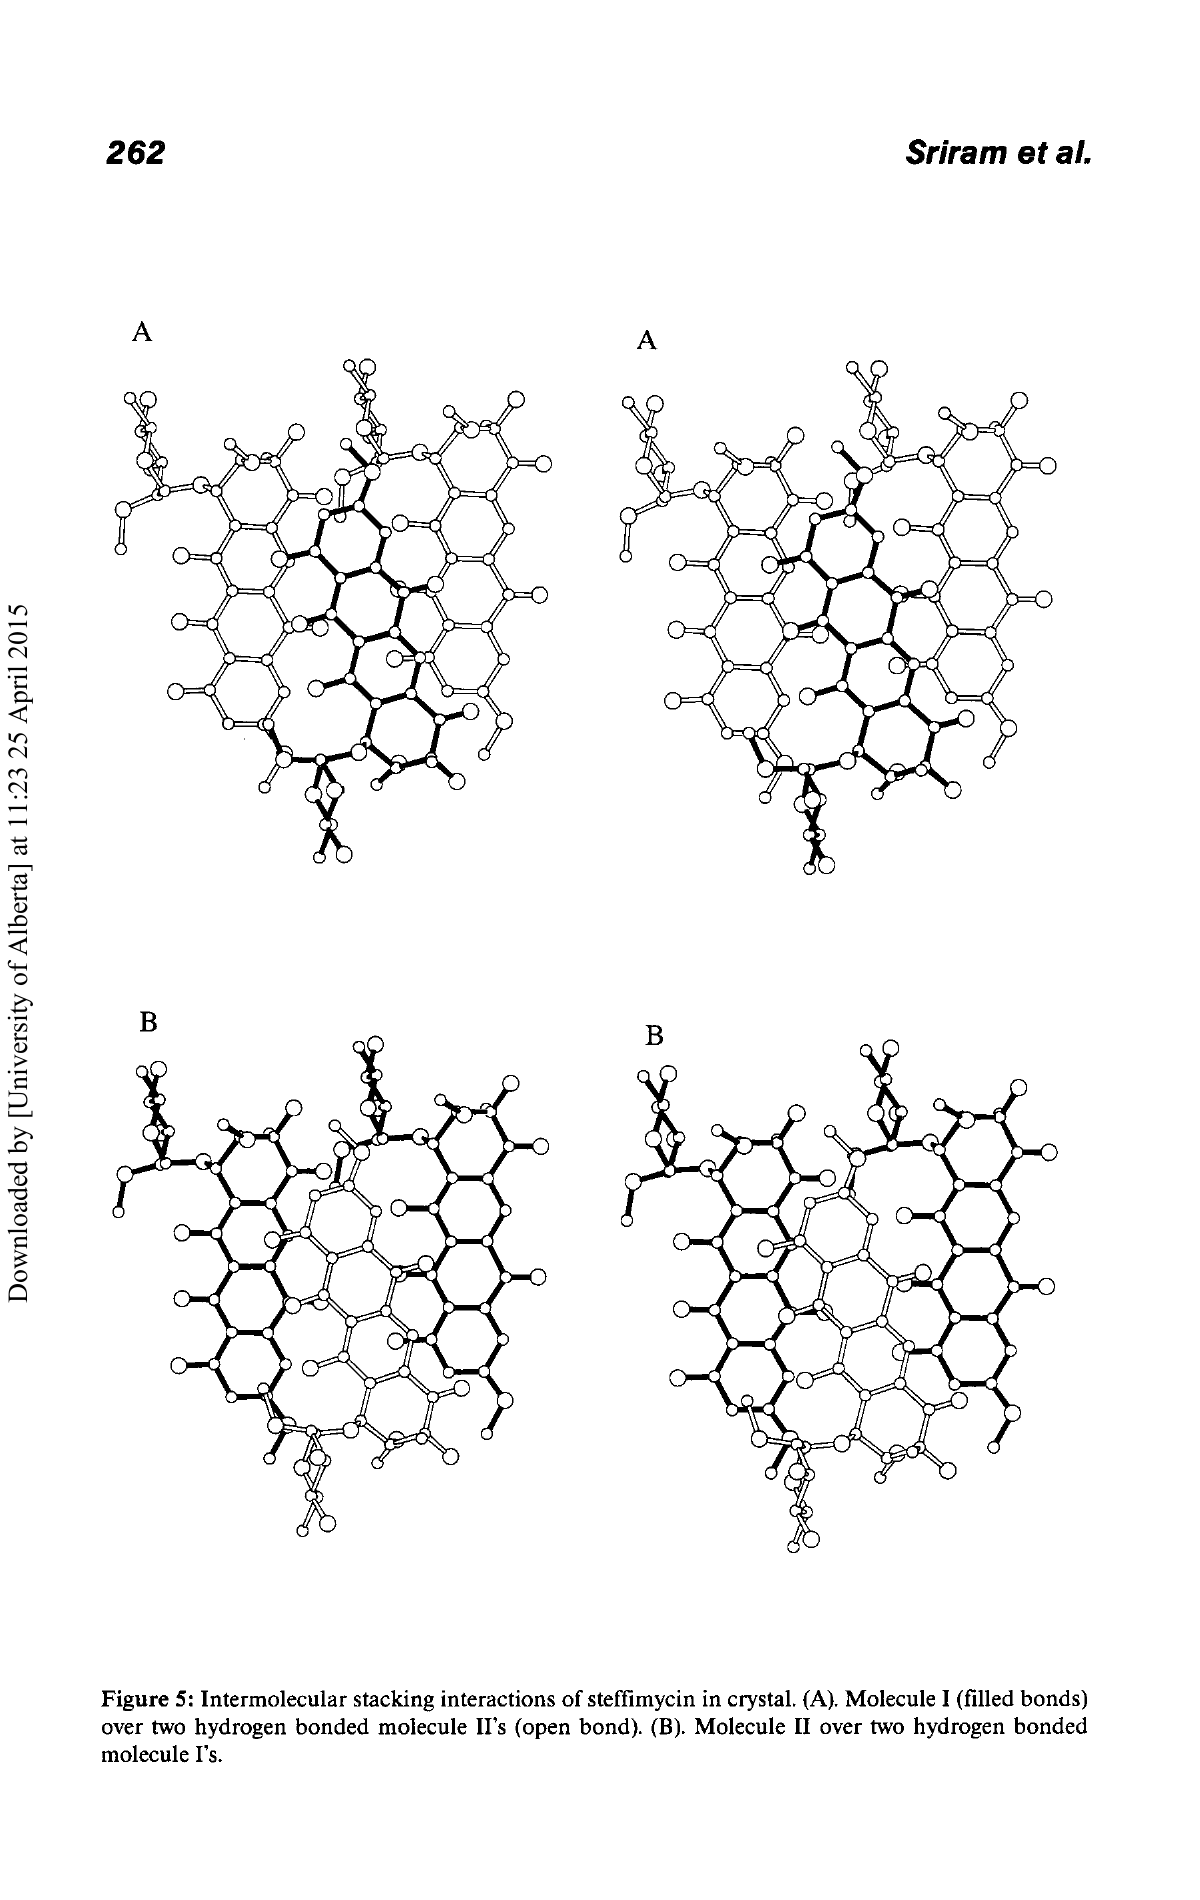 262
Sriram et al.
A
A
B
B
Figure 5: Intermolecular stacking interactions of steffimycin in crystal. (A). Molecule I (filled bonds)
over two hydrogen bonded molecule II's (open bond). (B). Molecule II over two hydrogen bonded
molecule I's.
Downloaded by [University of Alberta] at 11:23 25 April 2015